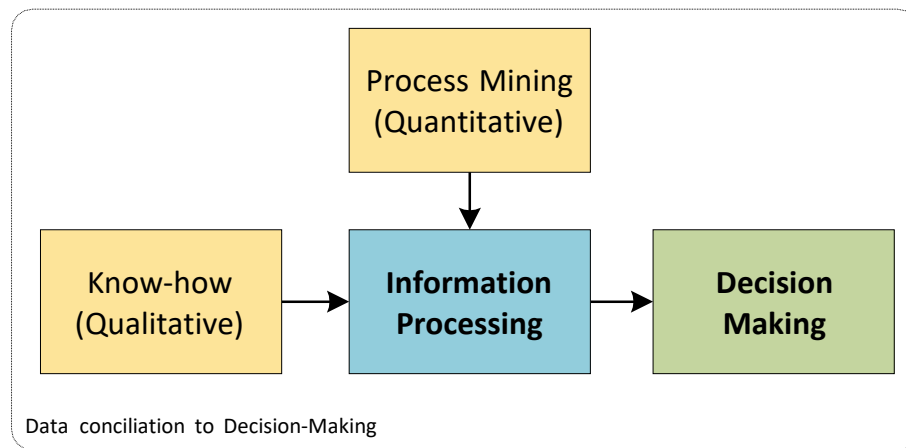 Process Mining
(Quantitative)
Know-how
(Qualitative)
Information
Processing
Decision
Making
Data conciliation to Decision-Making